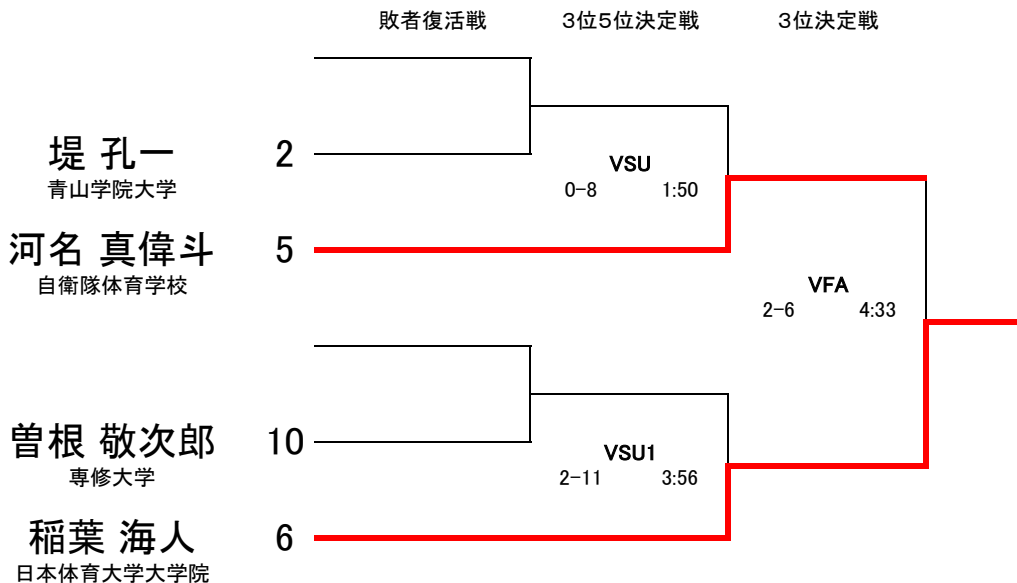 敗者復活戦 3位5位決定戦 3位決定戦
堤 孔一 2
青山学院大学
VSU
0-8 1:50
河名 真偉斗 5
自衛隊体育学校
VFA
2-6 4:33
曽根 敬次郎 10
専修大学
VSU1
2-11 3:56
稲葉 海人 6
日本体育大学大学院